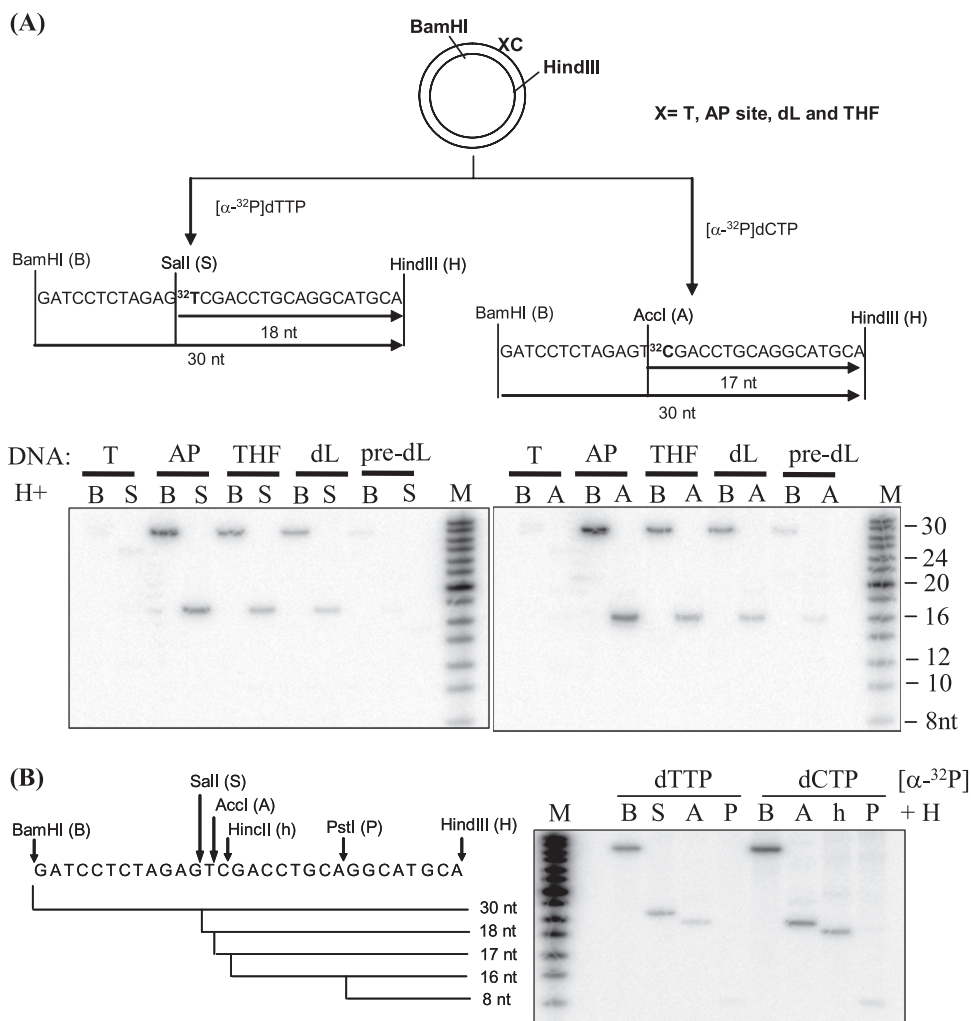 (A)
BamHI
XC
HindIII
X= T, AP site, dL and THF
[α-³²P]dTTP
[α-³²P]dCTP
BamHI (B)
SalI (S)
HindIII (H)
GATCCTCTAGAG³²TCGACCTGCAGGCATGCA
18 nt
30 nt
BamHI (B)
AccI (A)
HindIII (H)
GATCCTCTAGAGT³²CGACCTGCAGGCATGCA
17 nt
30 nt
DNA: T AP THF dL pre-dL T AP THF dL pre-dL
H+ B S B S B S B S B S M B A B A B A B A B A M
30
24
20
16
12
10
8nt
(B)
SalI (S)
AccI (A)
BamHI (B) HincII (h) PstI (P) HindIII (H)
GATCCTCTAGAGTCGACCTGCAGGCATGCA
30 nt
18 nt
17 nt
16 nt
8 nt
dTTP dCTP [α-³²P]
M B S A P B A h P + H